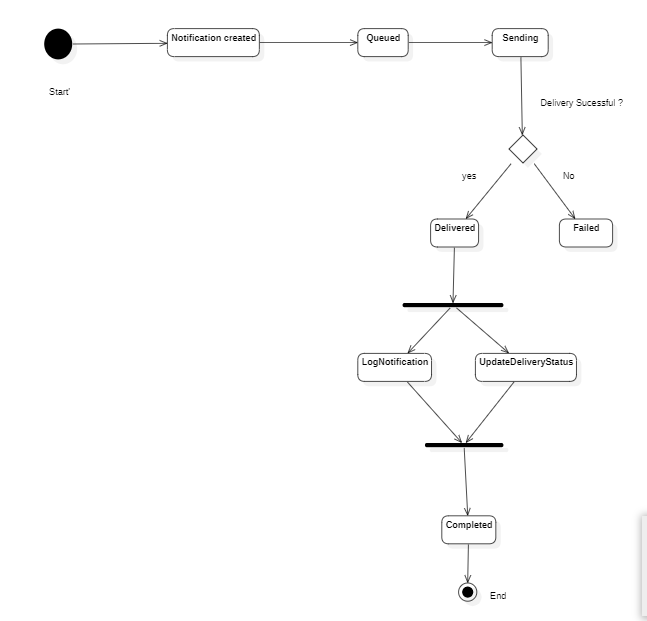 Notification created
Queued
Sending
Start'
Delivery Sucessful ?
yes
No
Delivered
Failed
LogNotification
UpdateDeliveryStatus
Completed
End